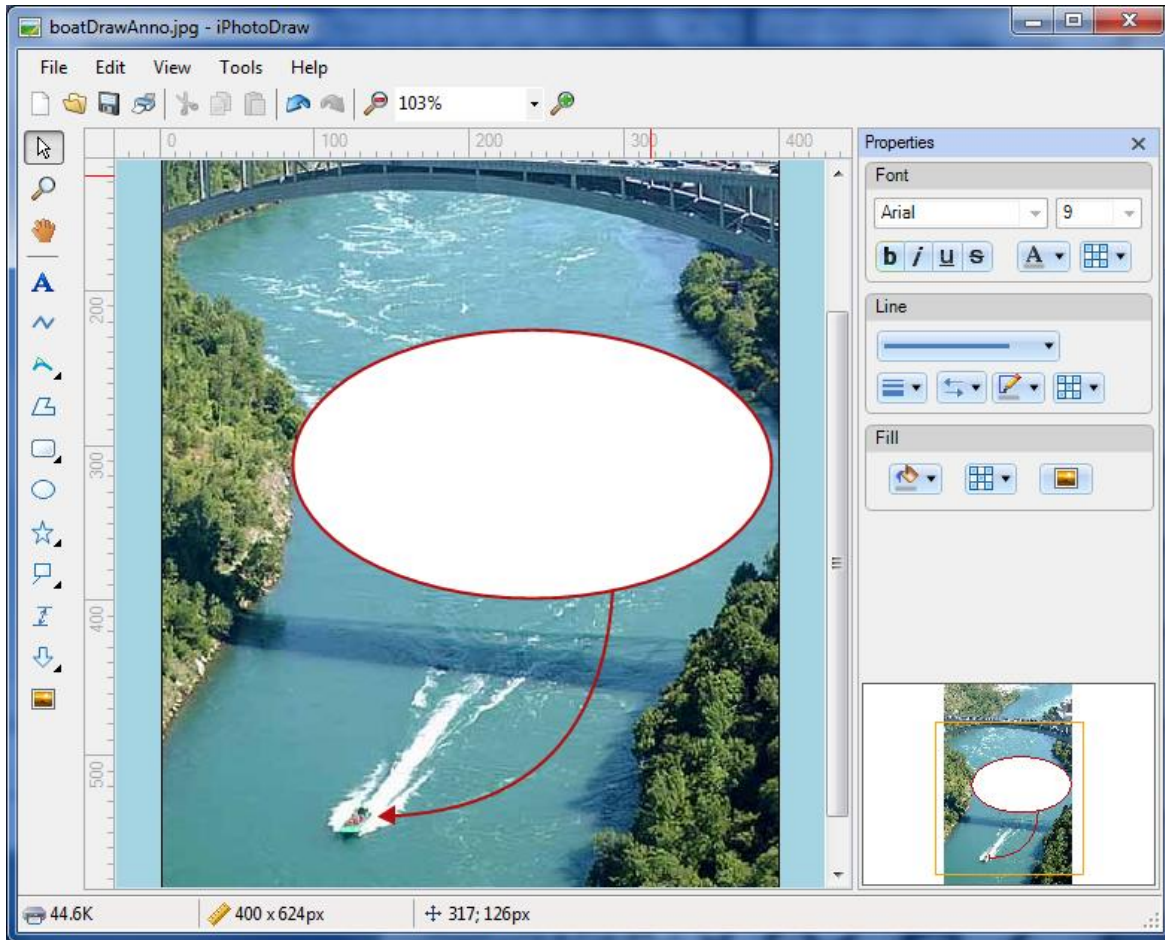 boatDrawAnno.jpg - iPhotoDraw
File Edit View Tools Help
103%
0 100 200 300 400
Properties
Font
Arial 9
b i u s A
200
Line
300
Fill
A
400
500
44.6K 400 x 624px 317; 126px